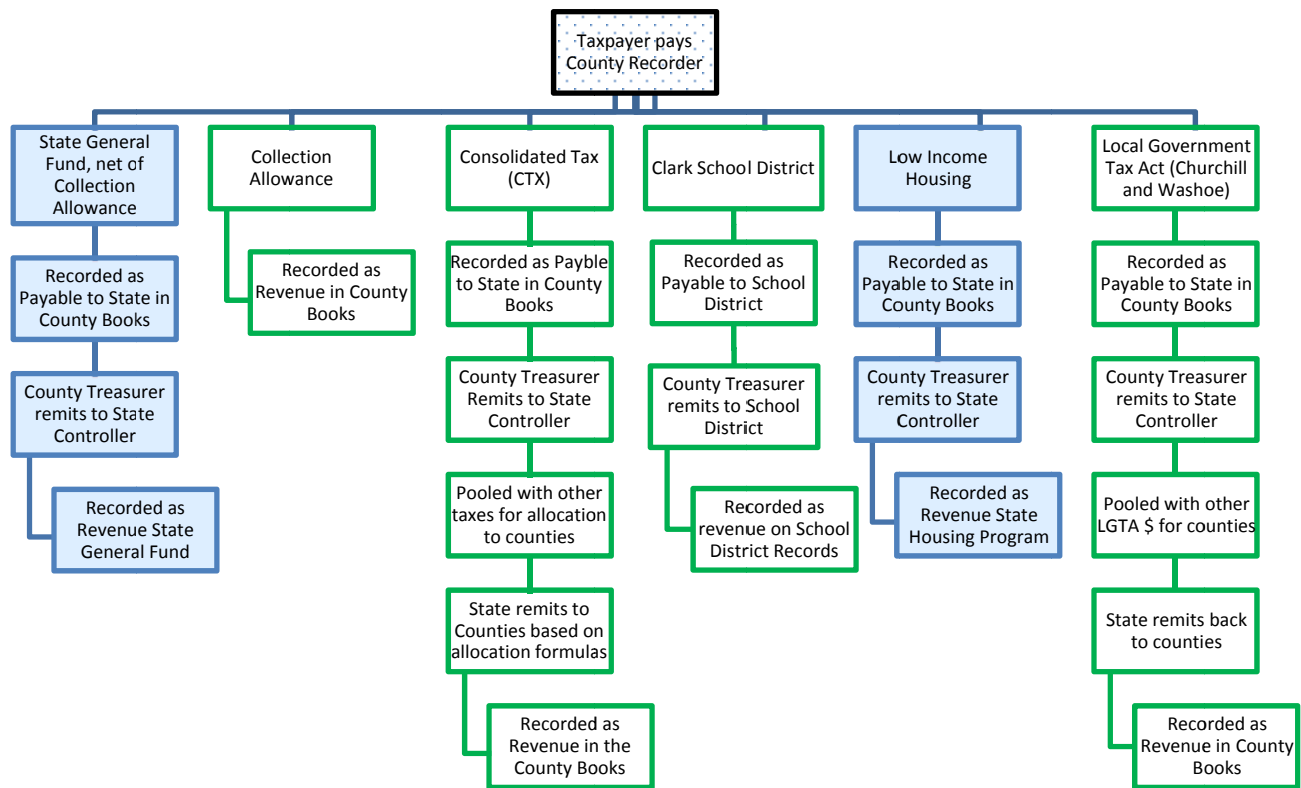 Taxpayer pays
County Recorder
State General
Fund, net of
Collection
Allowance
Recorded as
Payable to State in
County Books
County Treasurer
remits to State
Controller
Recorded as
Revenue State
General Fund
Collection
Allowance
Recorded as
Revenue in County
Books
Consolidated Tax
(CTX)
Recorded as Payble
to State in County
Books
County Treasurer
Remits to State
Controller
Pooled with other
taxes for allocation
to counties
State remits to
Counties based on
allocation formulas
Recorded as
Revenue in the
County Books
Clark School District
Recorded as
Payable to School
District
County Treasurer
remits to School
District
Recorded as
revenue on School
District Records
Low Income
Housing
Recorded as
Payable to State in
County Books
County Treasurer
remits to State
Controller
Recorded as
Revenue State
Housing Program
Local Government
Tax Act (Churchill
and Washoe)
Recorded as
Payable to State in
County Books
County Treasurer
remits to State
Controller
Pooled with other
LGTA $ for counties
State remits back
to counties
Recorded as
Revenue in County
Books